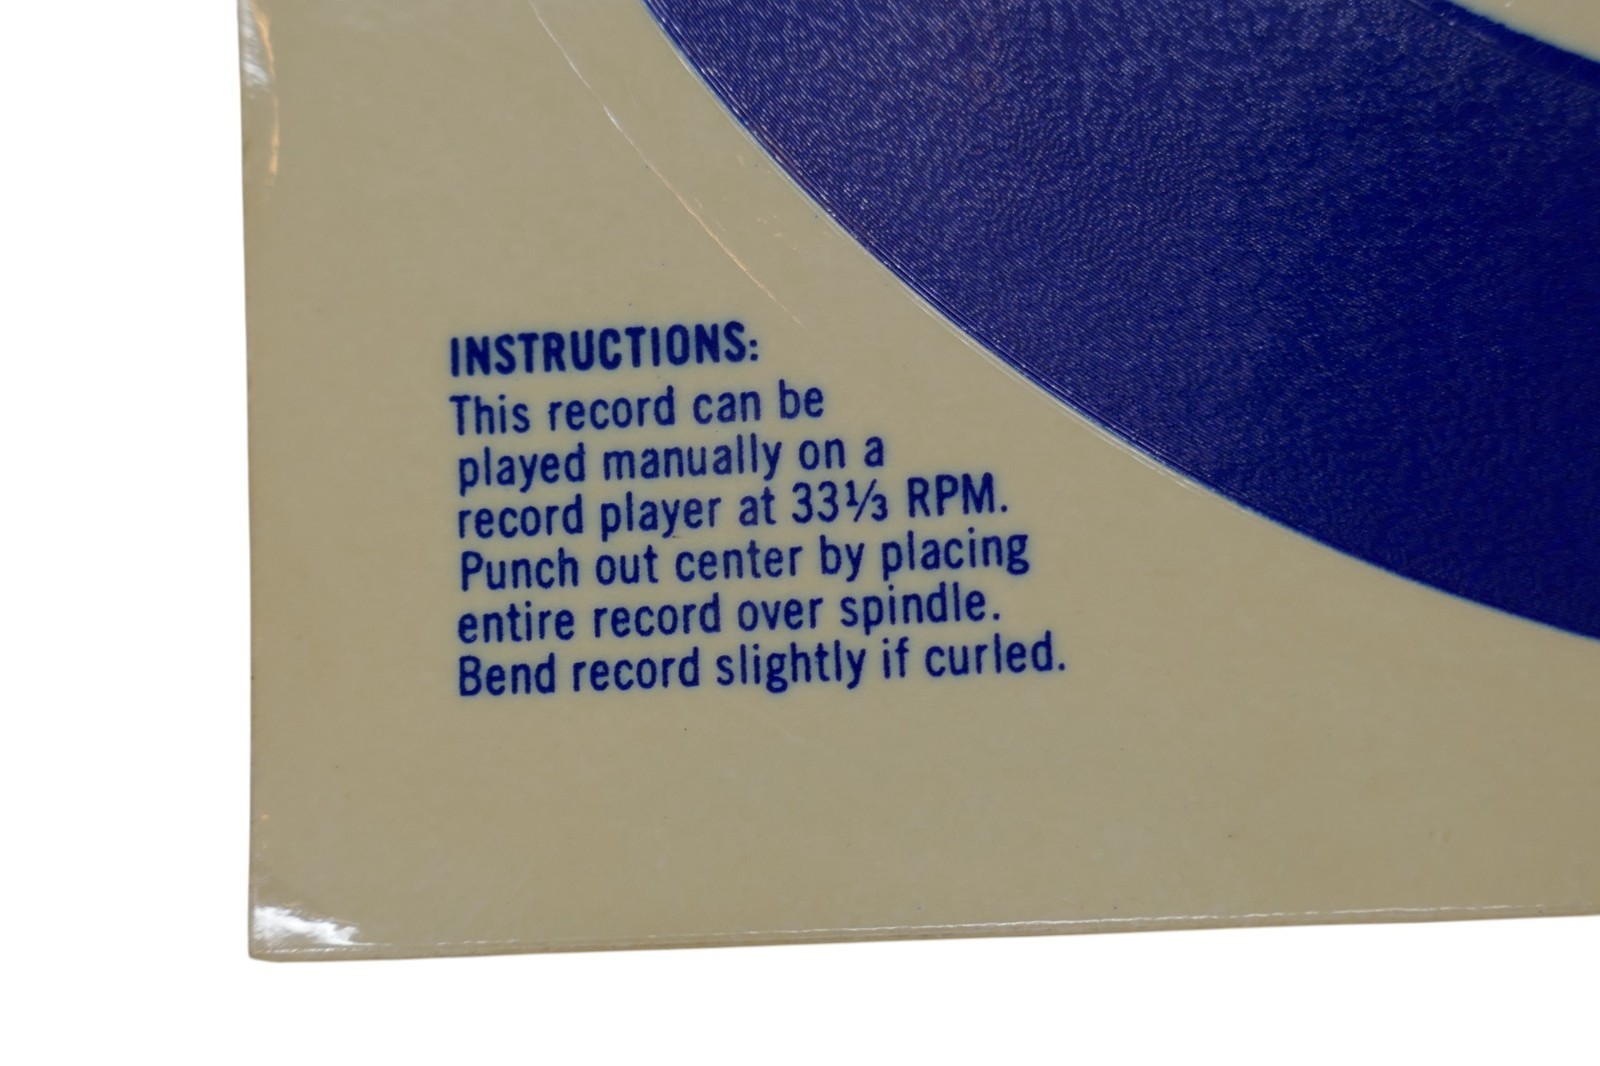 INSTRUCTIONS:
This record can be
played manually on a
record player at 33⅓ RPM.
Punch out center by placing
entire record over spindle.
Bend record slightly if curled.